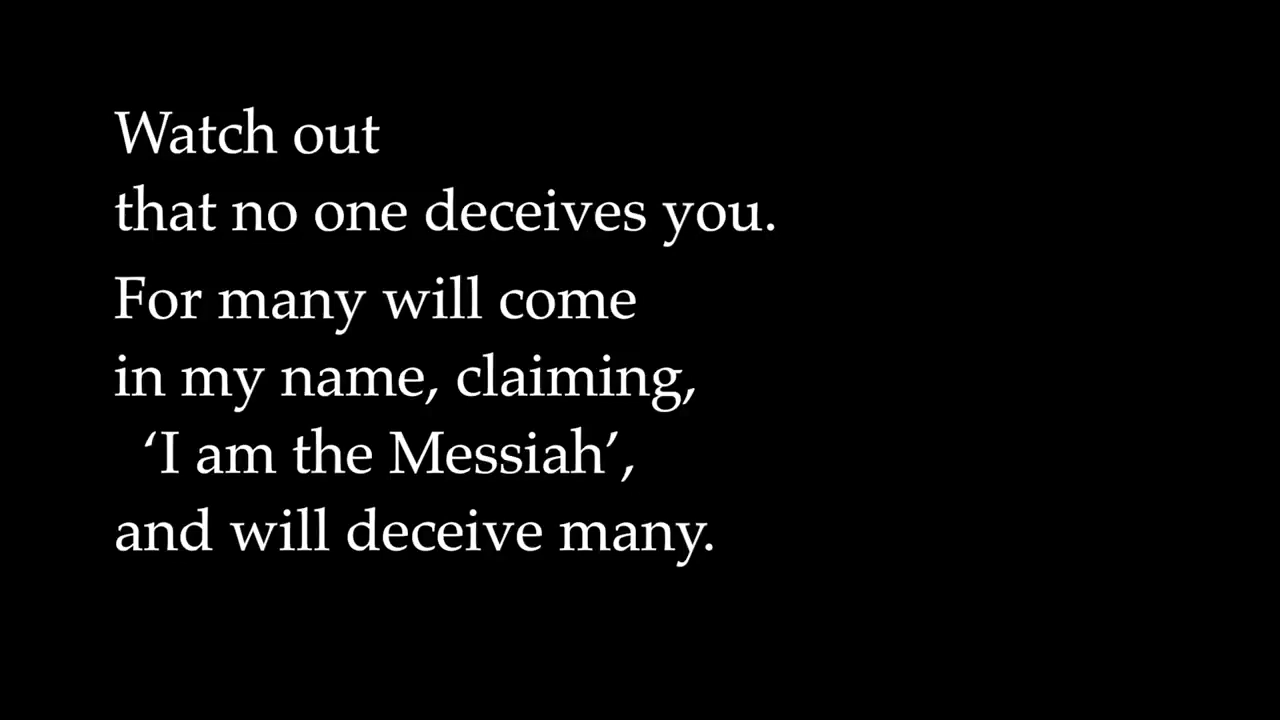 Watch out
that no one deceives you.
For many will come
in my name, claiming,
‘I am the Messiah’,
and will deceive many.